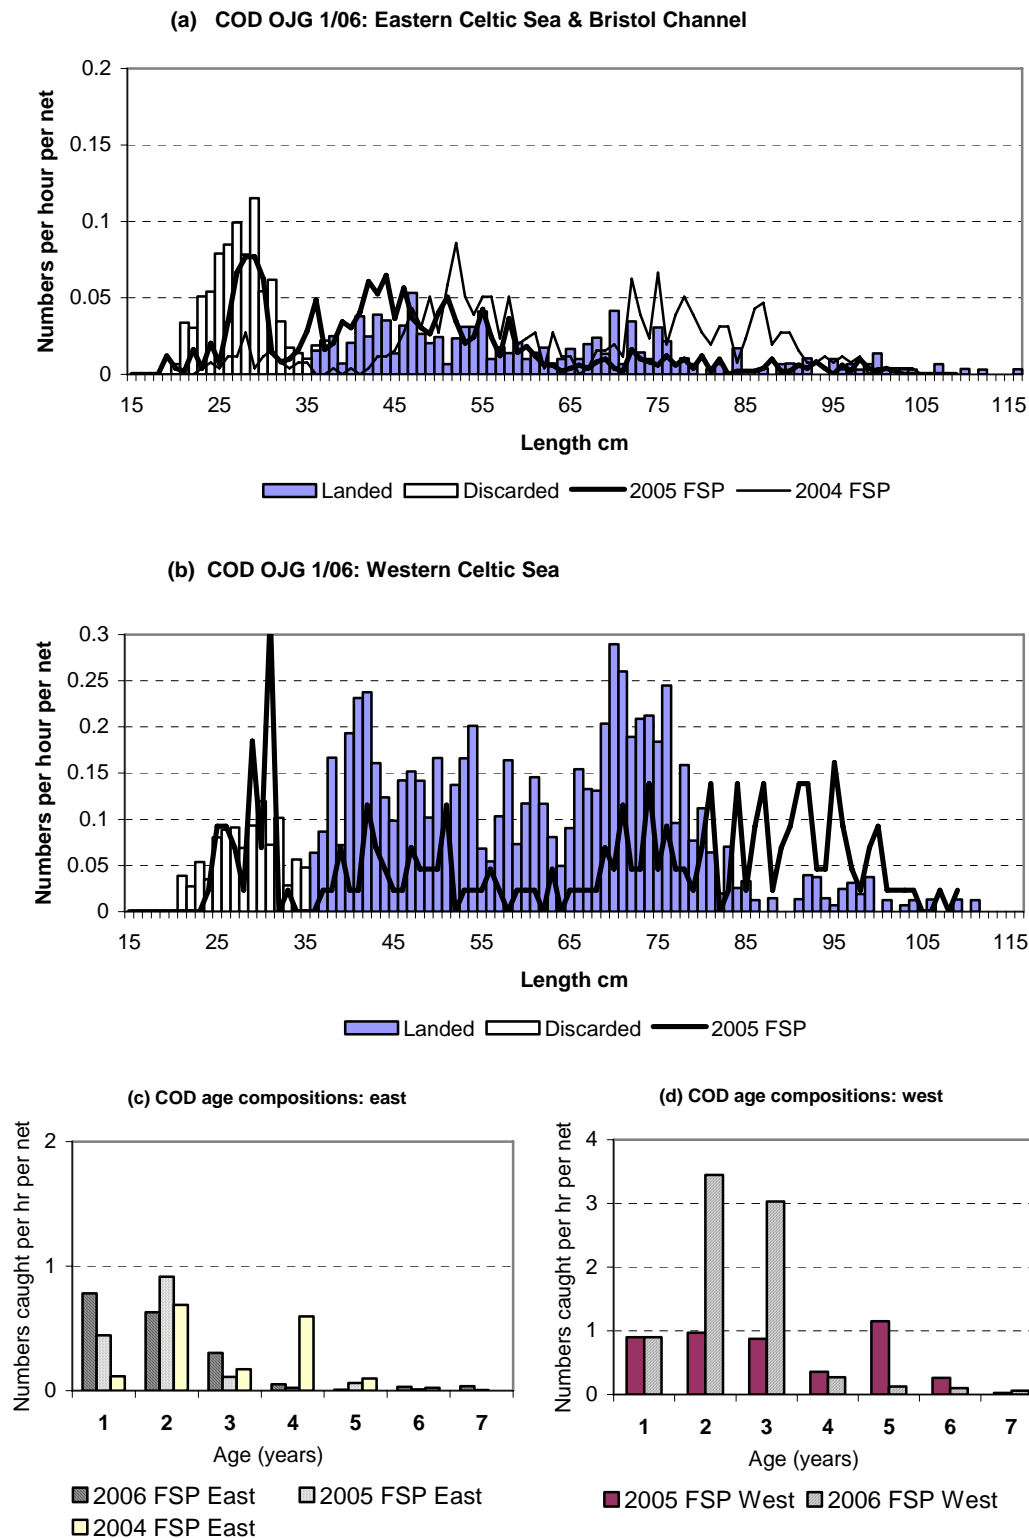 (a) COD OJG 1/06: Eastern Celtic Sea & Bristol Channel
Numbers per hour per net
0.2
0.15
0.1
0.05
0
15 25 35 45 55 65 75 85 95 105 115
Length cm
Landed Discarded 2005 FSP 2004 FSP
(b) COD OJG 1/06: Western Celtic Sea
Numbers per hour per net
0.3
0.25
0.2
0.15
0.1
0.05
0
15 25 35 45 55 65 75 85 95 105 115
Length cm
Landed Discarded 2005 FSP
(c) COD age compositions: east
Numbers caught per hr per net
2
1
0
1 2 3 4 5 6 7
Age (years)
2006 FSP East 2005 FSP East
2004 FSP East
(d) COD age compositions: west
Numbers caught per hr per net
4
3
2
1
0
1 2 3 4 5 6 7
Age (years)
2005 FSP West 2006 FSP West